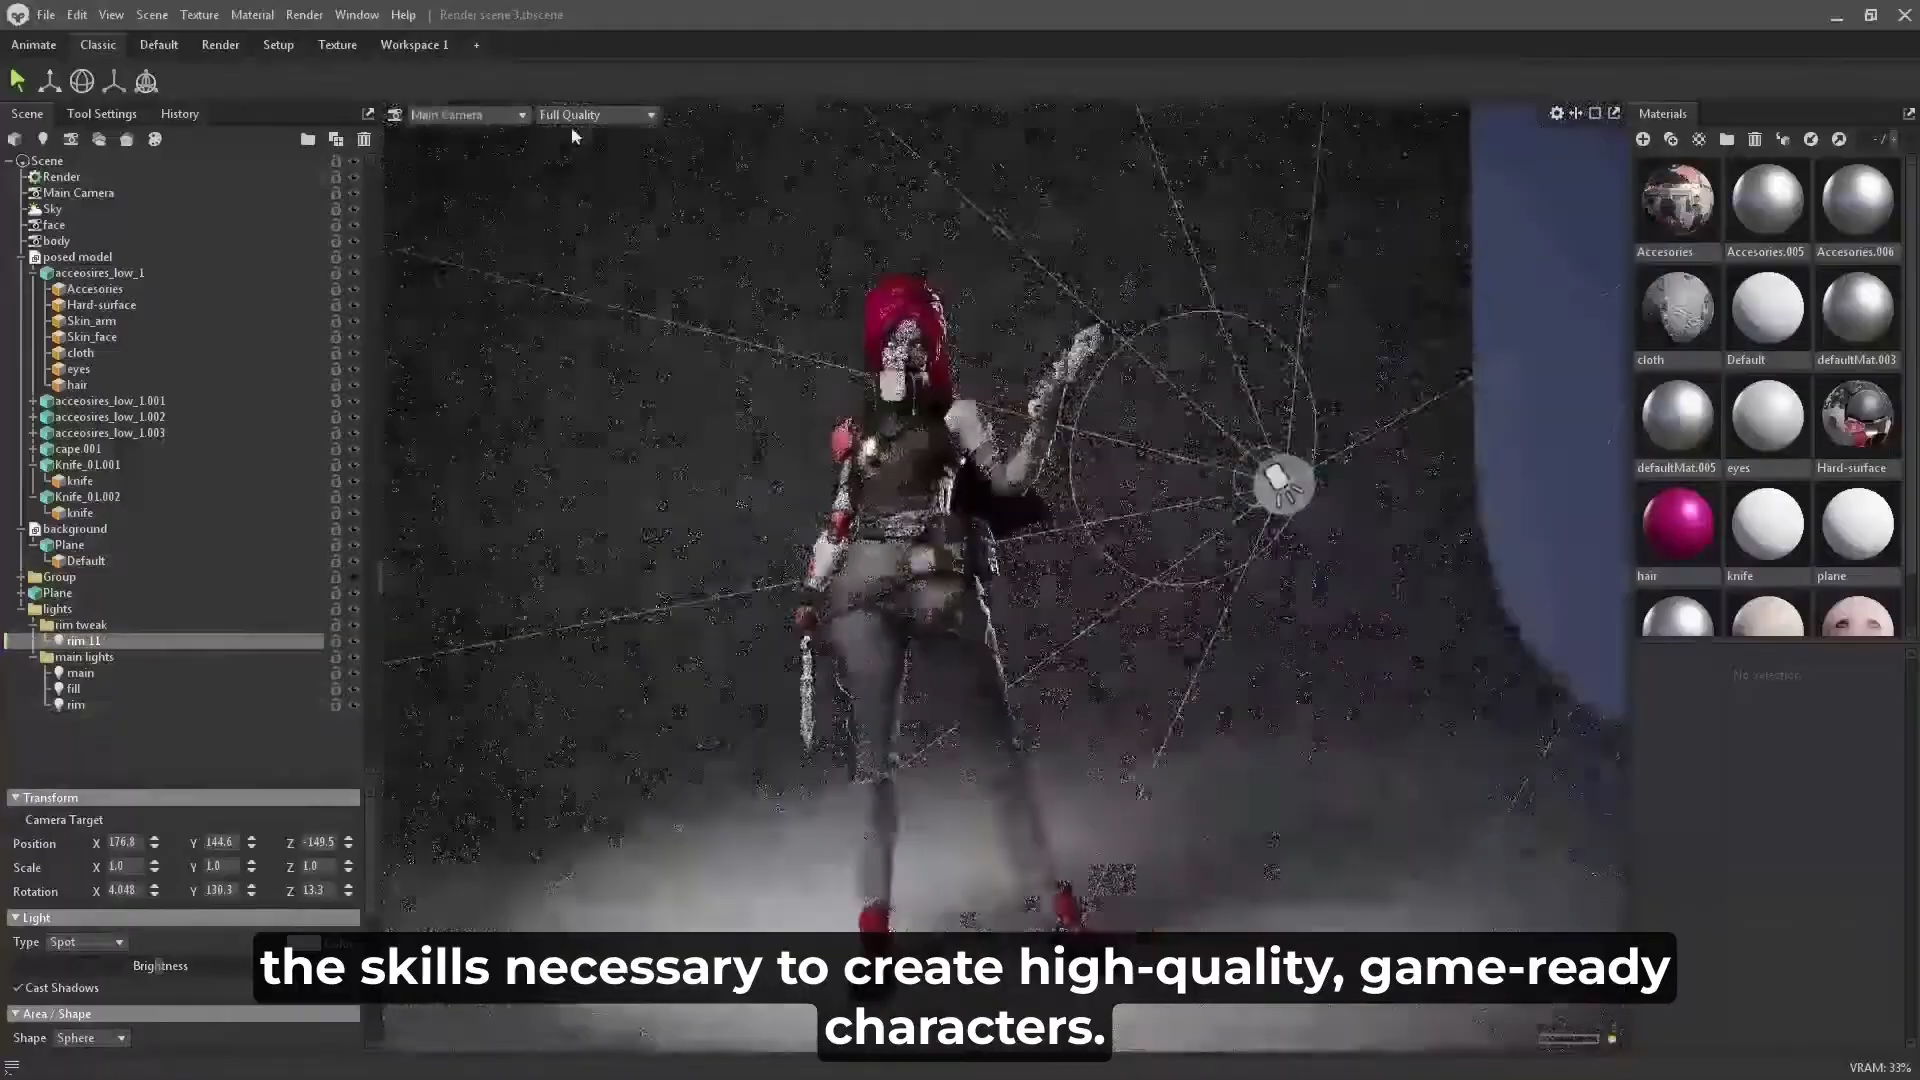 File Edit View Scene Texture Material Render Window Help | Render scene 3.tbscene
Animate Classic Default Render Setup Texture Workspace 1 +
Scene Tool Settings History
Main Camera Full Quality
Materials
Scene
Render
Main Camera
Sky
face
body
posed model
acceosires_low_1
Accesories
Hard-surface
Skin_arm
Skin_face
cloth
eyes
hair
acceosires_low_1.001
acceosires_low_1.002
acceosires_low_1.003
cape.001
Knife_01.001
knife
Knife_01.002
knife
background
Plane
Default
Group
Plane
lights
rim tweak
rim 11
main lights
main
fill
rim
Accesories Accesories.005 Accesories.006
cloth Default defaultMat.003
defaultMat.005 eyes Hard-surface
hair knife plane
No selection
Transform
Camera Target
Position X 176.8 Y 144.6 Z -149.5
Scale X 1.0 Y 1.0 Z 1.0
Rotation X 4.048 Y 130.3 Z 13.3
Light
Type Spot Color
Brightness
Cast Shadows
Area / Shape
Shape Sphere
the skills necessary to create high-quality, game-ready
characters.
VRAM: 33%